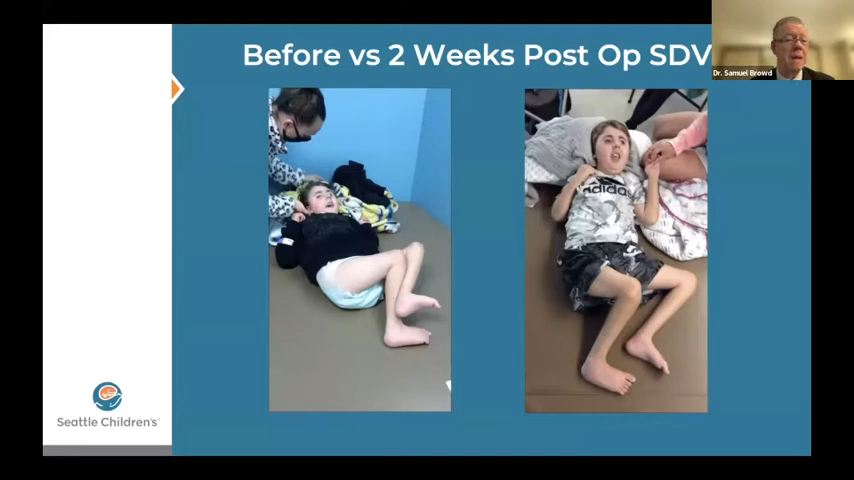 Before vs 2 Weeks Post Op SDV
Dr. Samuel Browd
adidas
Seattle Children's